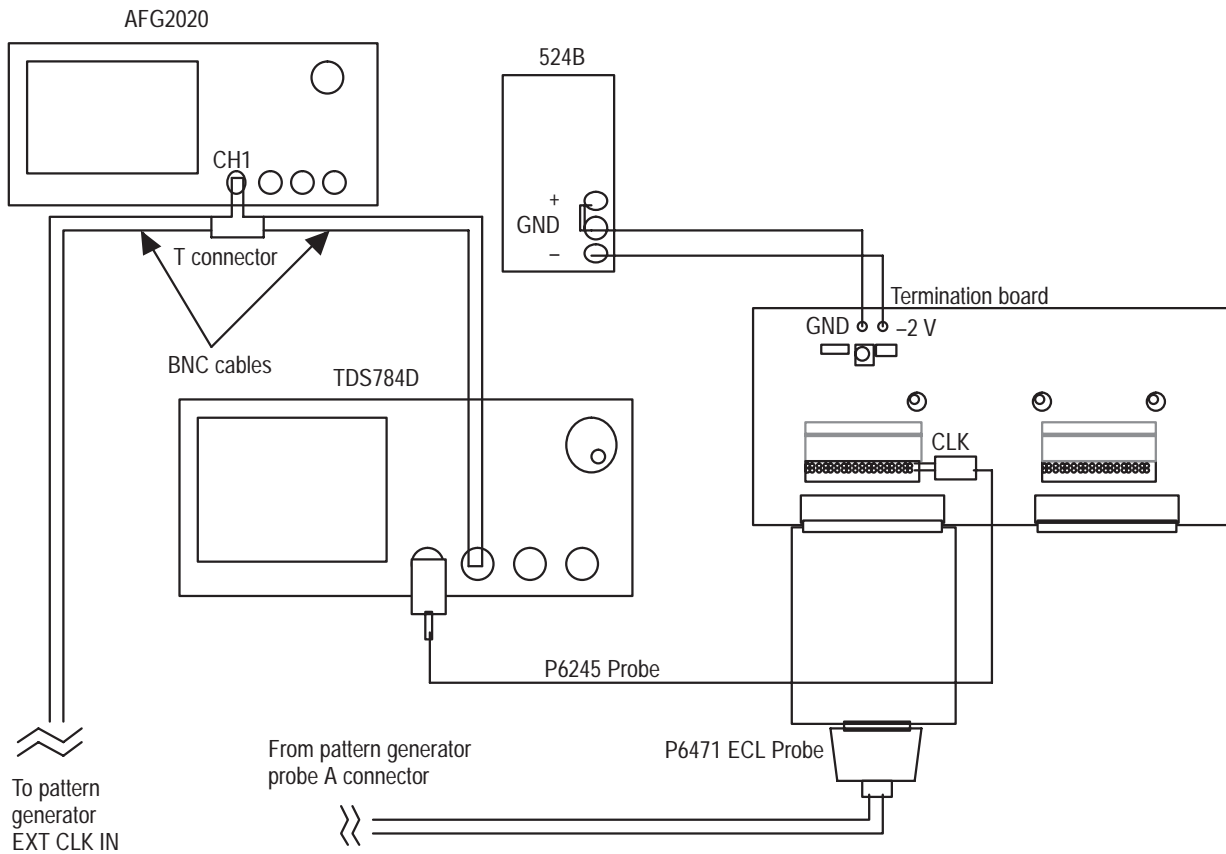 AFG2020
524B
CH1
+
GND
–
T connector
BNC cables
Termination board
GND
–2 V
TDS784D
CLK
P6245 Probe
From pattern generator
probe A connector
P6471 ECL Probe
To pattern
generator
EXT CLK IN